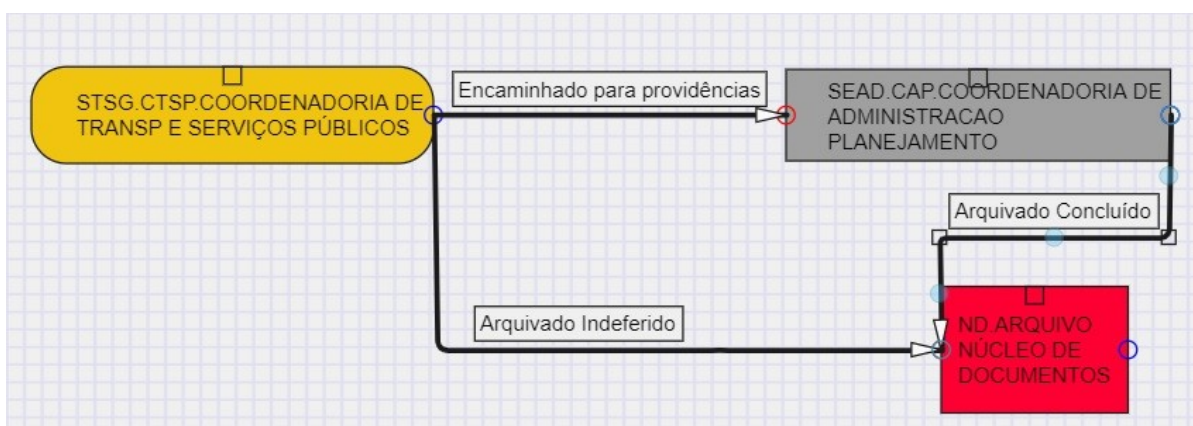 STSG.CTSP.COORDENADORIA DE
TRANSP E SERVIÇOS PÚBLICOS
Encaminhado para providências
SEAD.CAP.COORDENADORIA DE
ADMINISTRACAO
PLANEJAMENTO
Arquivado Concluído
Arquivado Indeferido
ND.ARQUIVO
NÚCLEO DE
DOCUMENTOS